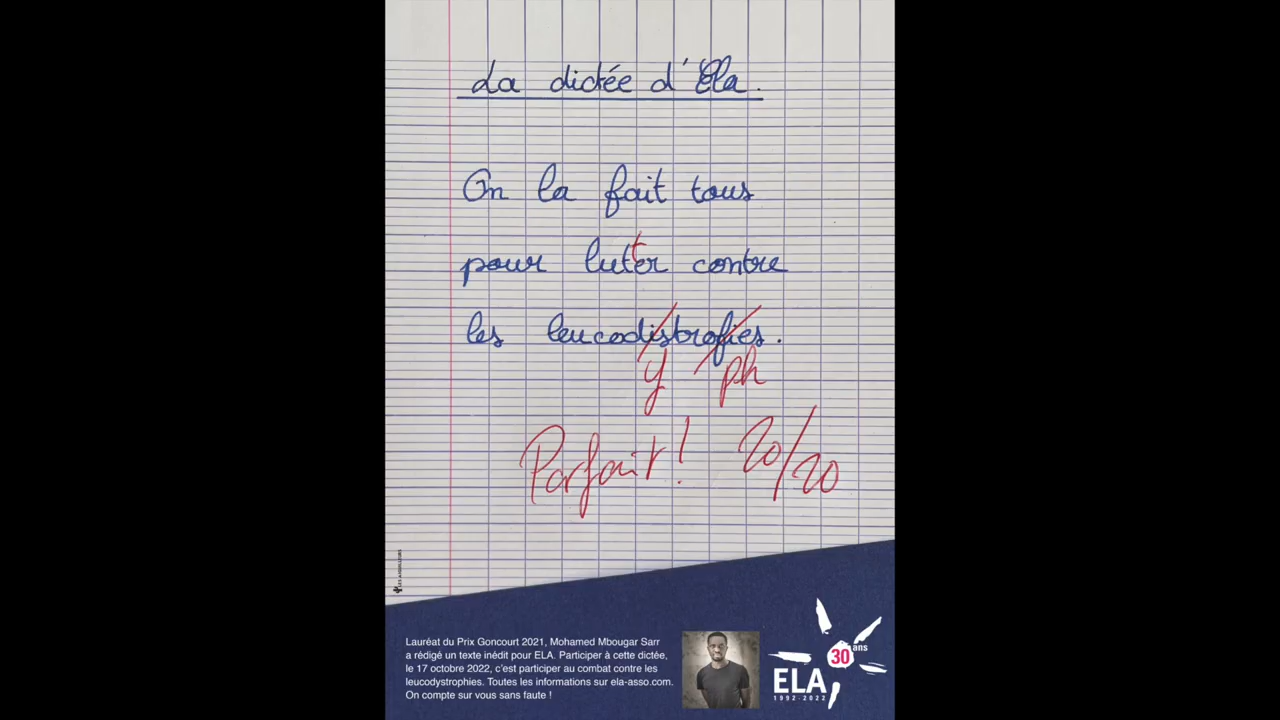 La dictée d'Ela.
On la fait tous
t
pour luter contre
les leucodistrofies.
y ph
Parfait ! 20/20
LES AIGUILLEURS
Lauréat du Prix Goncourt 2021, Mohamed Mbougar Sarr
a rédigé un texte inédit pour ELA. Participer à cette dictée,
le 17 octobre 2022, c'est participer au combat contre les
leucodystrophies. Toutes les informations sur ela-asso.com.
On compte sur vous sans faute !
30 ans
ELA
1992-2022